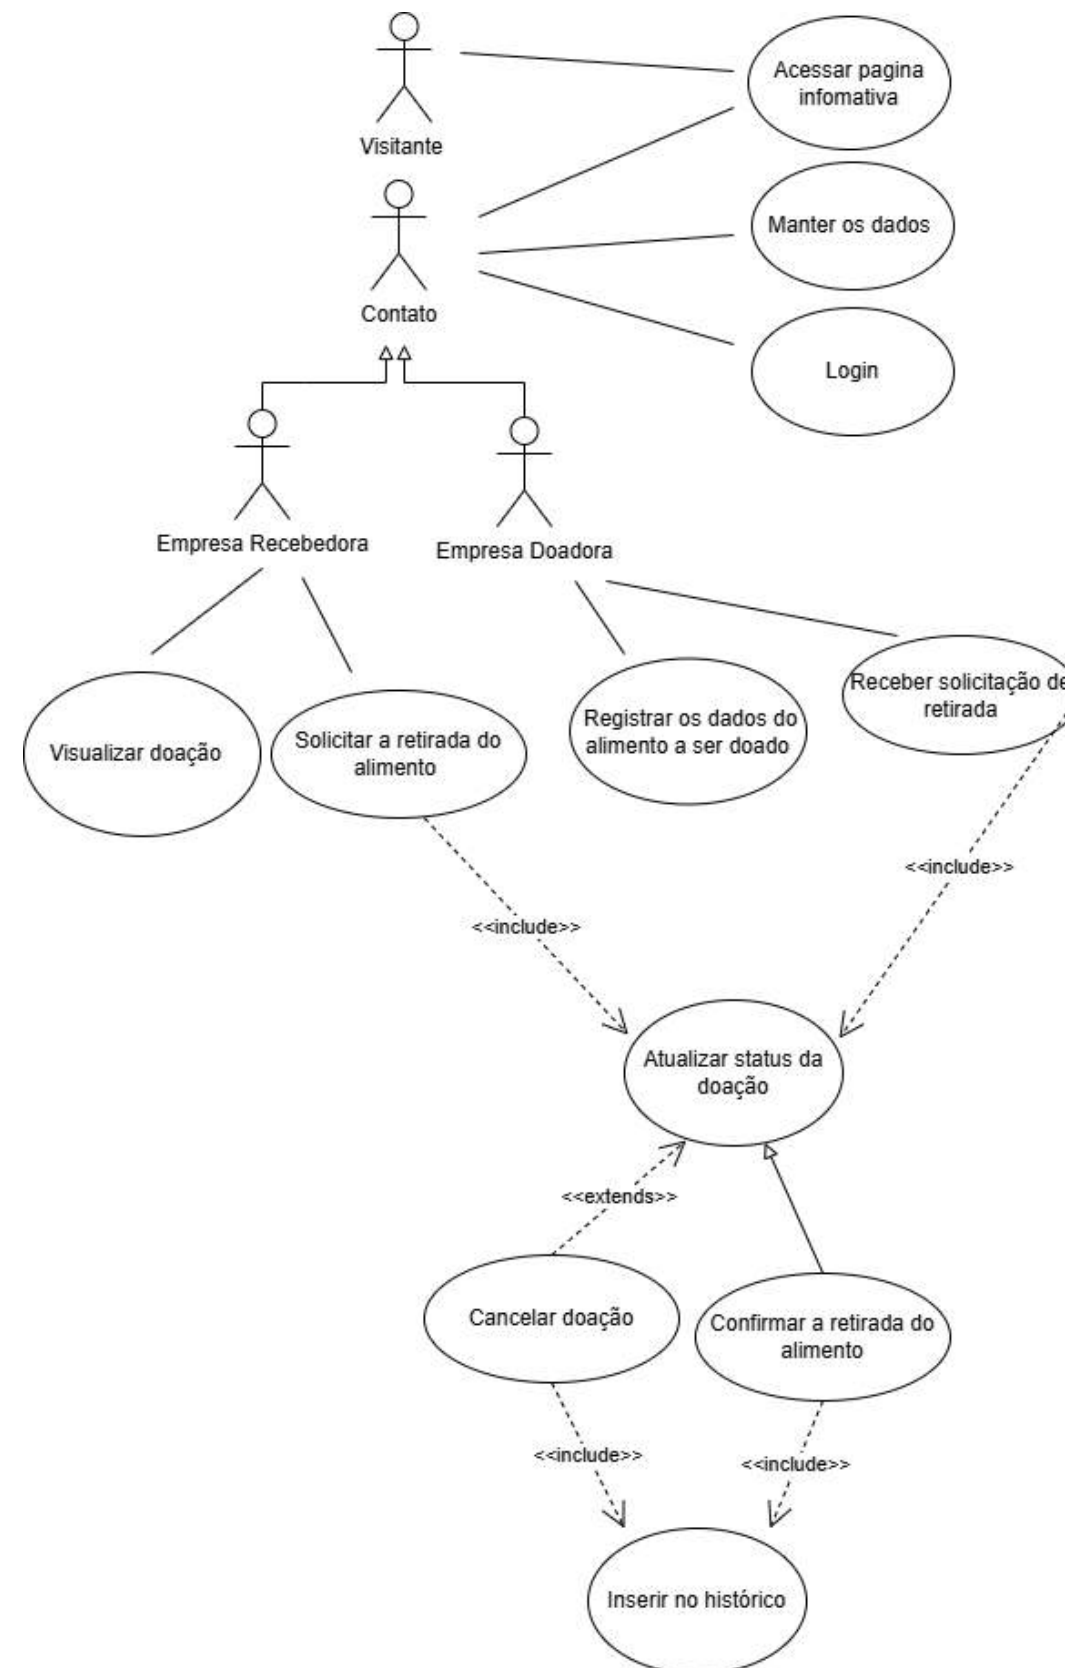 Acessar pagina
infomativa
Visitante
Manter os dados
Contato
Login
Empresa Recebedora
Empresa Doadora
Visualizar doação
Solicitar a retirada do
alimento
Registrar os dados do
alimento a ser doado
Receber solicitação de
retirada
<<include>>
<<include>>
Atualizar status da
doação
<<extends>>
Cancelar doação
Confirmar a retirada do
alimento
<<include>>
<<include>>
Inserir no histórico